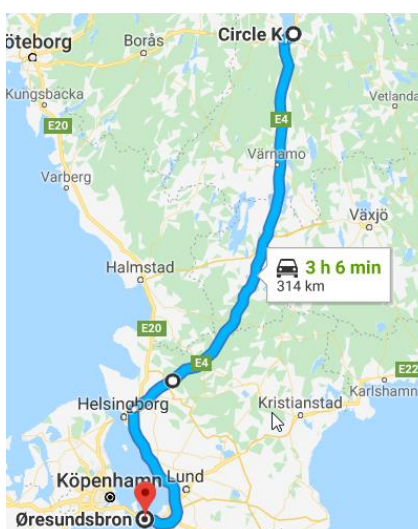 Circle K
öteborg
Borås
Kungsbacka
Vetlanda
E4
E20
Värnamo
Varberg
Växjö
3 h 6 min
314 km
Halmstad
E20
E4
E22
Karlshamn
Helsingborg
Kristianstad
Köpenhamn
Lund
Øresundsbron